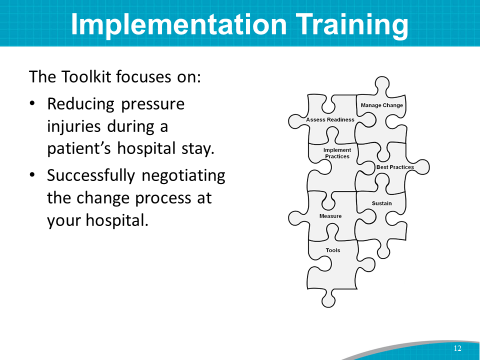 Implementation Training
The Toolkit focuses on:
• Reducing pressure
injuries during a
patient’s hospital stay.
• Successfully negotiating
the change process at
your hospital.
Manage Change
Assess Readiness
Implement
Practices
Best Practices
Sustain
Measure
Tools
12